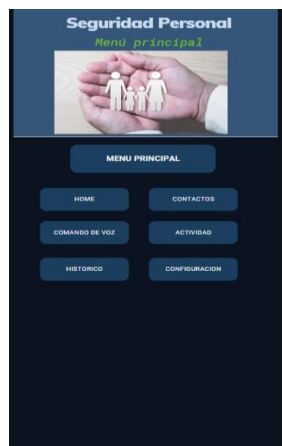 Seguridad Personal
Menú principal
MENU PRINCIPAL
HOME
CONTACTOS
COMANDO DE VOZ
ACTIVIDAD
HISTORICO
CONFIGURACION